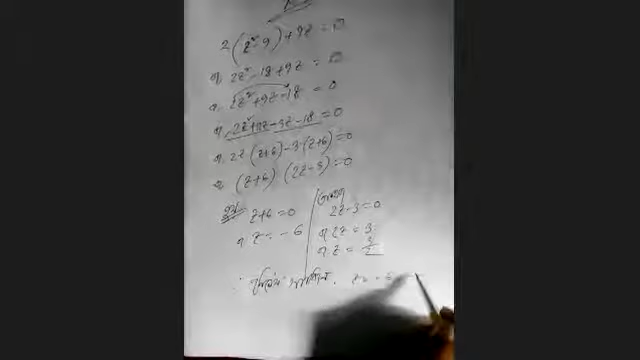 2(z²-9)+9z=0
বা, 2z²-18+9z=0
বা, 2z²+9z-18=0
বা, 2z²+12z-3z-18=0
বা, 2z(z+6)-3(z+6)=0
বা, (z+6)(2z-3)=0
হয় z+6=0
বা, z=-6
অথবা
2z-3=0
বা, 2z=3
বা, z=3/2
∴ নির্ণেয় সমাধান, z=-6